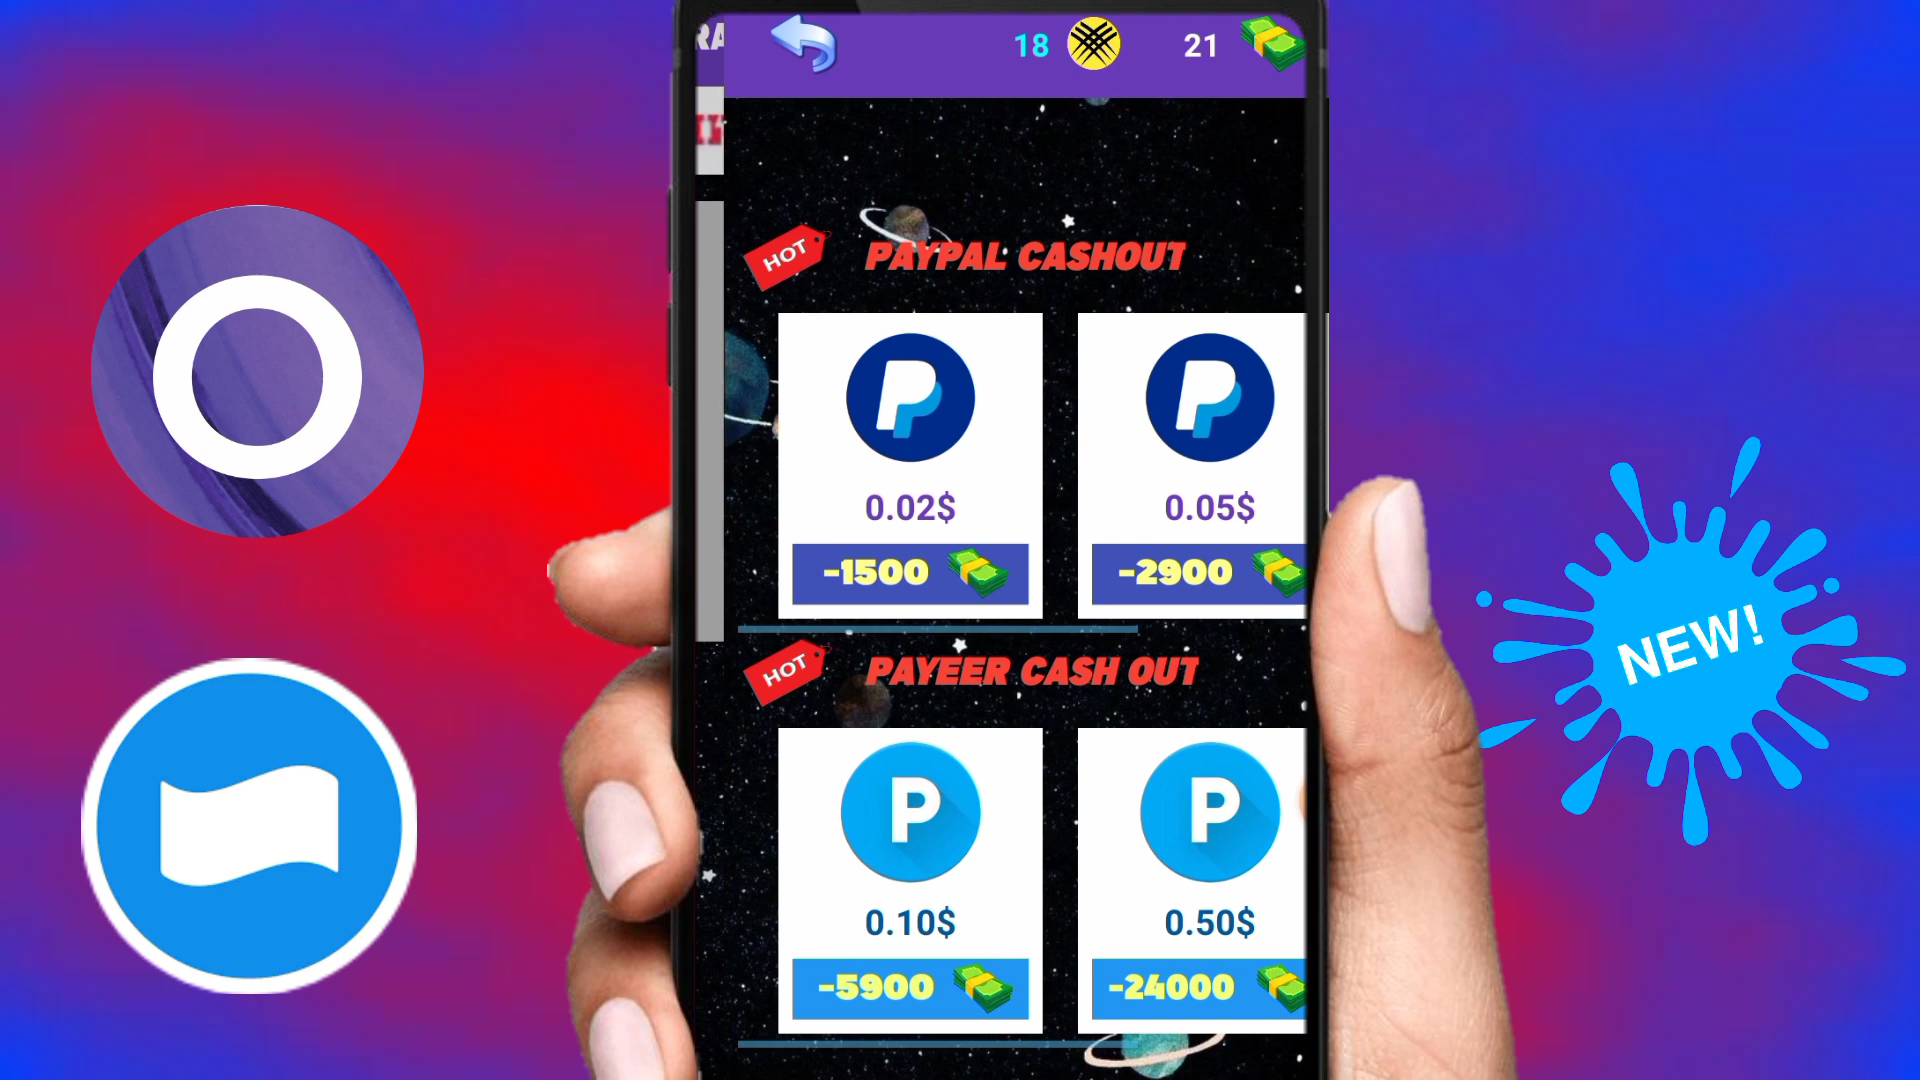 18
21
HOT
PAYPAL CASHOUT
0.02$
0.05$
-1500
-2900
HOT
PAYEER CASH OUT
P
P
0.10$
0.50$
-5900
-24000
NEW!